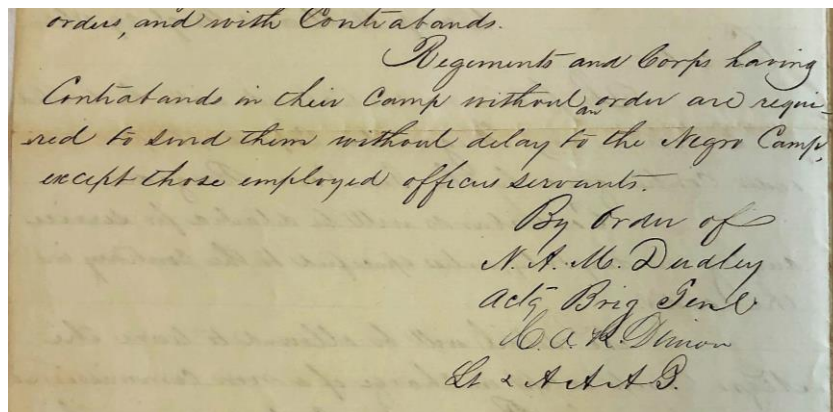 orders, and with Contrabands.
Regiments and Corps having
Contrabands in their Camp without an order are requi-
red to send them without delay to the Negro Camp,
except those employed officers servants.
By Order of
N. A. M. Dudley
Actg Brig Genl
C. A. R. Dimon
Lt & A A A G.